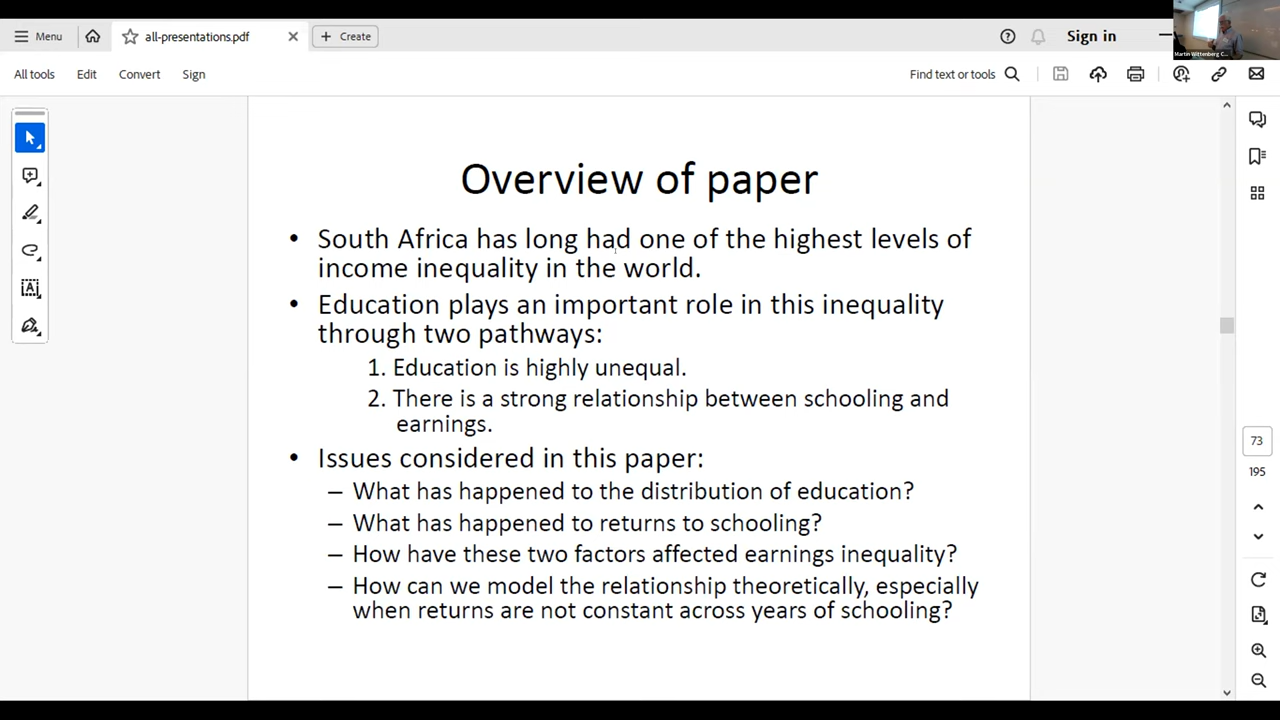 Menu
all-presentations.pdf
Create
Sign in
Martin Wittenberg C...
All tools
Edit
Convert
Sign
Find text or tools
Overview of paper
• South Africa has long had one of the highest levels of
income inequality in the world.
• Education plays an important role in this inequality
through two pathways:
1. Education is highly unequal.
2. There is a strong relationship between schooling and
earnings.
• Issues considered in this paper:
– What has happened to the distribution of education?
– What has happened to returns to schooling?
– How have these two factors affected earnings inequality?
– How can we model the relationship theoretically, especially
when returns are not constant across years of schooling?
73
195